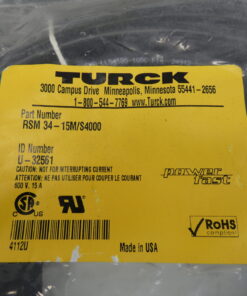 TURCK
3000 Campus Drive Minneapolis, Minnesota 55441-2656
1-800-544-7769 www.Turck.com
Part Number
RSM 34-15M/S4000
ID Number
U-32561
CAUTION: NOT FOR INTERRUPTING CURRENT
ATTENTION: NE PAS UTILISER POUR COUPER LE COURANT
600 V, 15 A
power
fast
RoHS
compliant
4112U
Made in USA